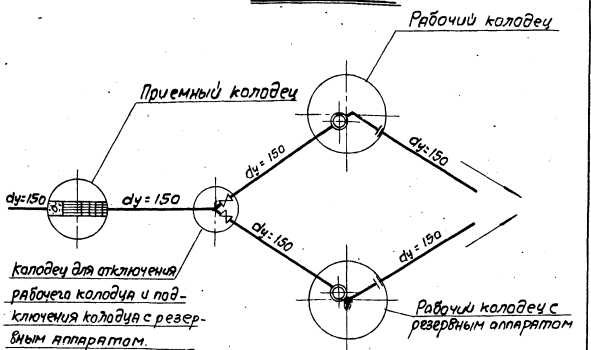 Рабочий колодец
Приемный колодец
dy=150
dy=150
dy=150
dy=150
dy=150
dy=150
колодец для отключения
рабочего колодца и под-
ключения колодца с резер-
вным аппаратом.
Рабочий колодец с
резервным аппаратом